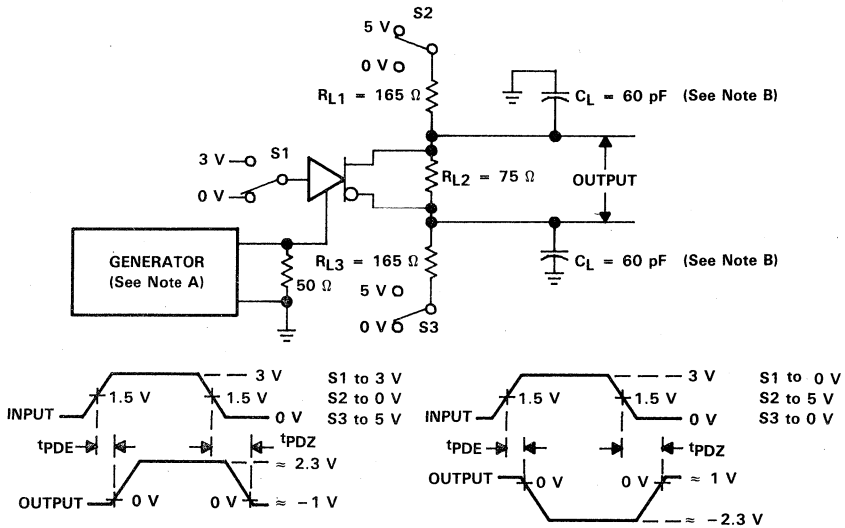 S2
5 V
0 V
RL1 = 165 Ω
CL = 60 pF (See Note B)
3 V
S1
0 V
RL2 = 75 Ω
OUTPUT
GENERATOR
(See Note A)
50 Ω
RL3 = 165 Ω
5 V
0 V
S3
CL = 60 pF (See Note B)
3 V
1.5 V
1.5 V
INPUT
0 V
S1 to 3 V
S2 to 0 V
S3 to 5 V
tPDE
tPDZ
≈ 2.3 V
OUTPUT
0 V
0 V
≈ −1 V
3 V
1.5 V
1.5 V
INPUT
0 V
S1 to 0 V
S2 to 5 V
S3 to 0 V
tPDE
tPDZ
OUTPUT
0 V
0 V
≈ 1 V
≈ −2.3 V